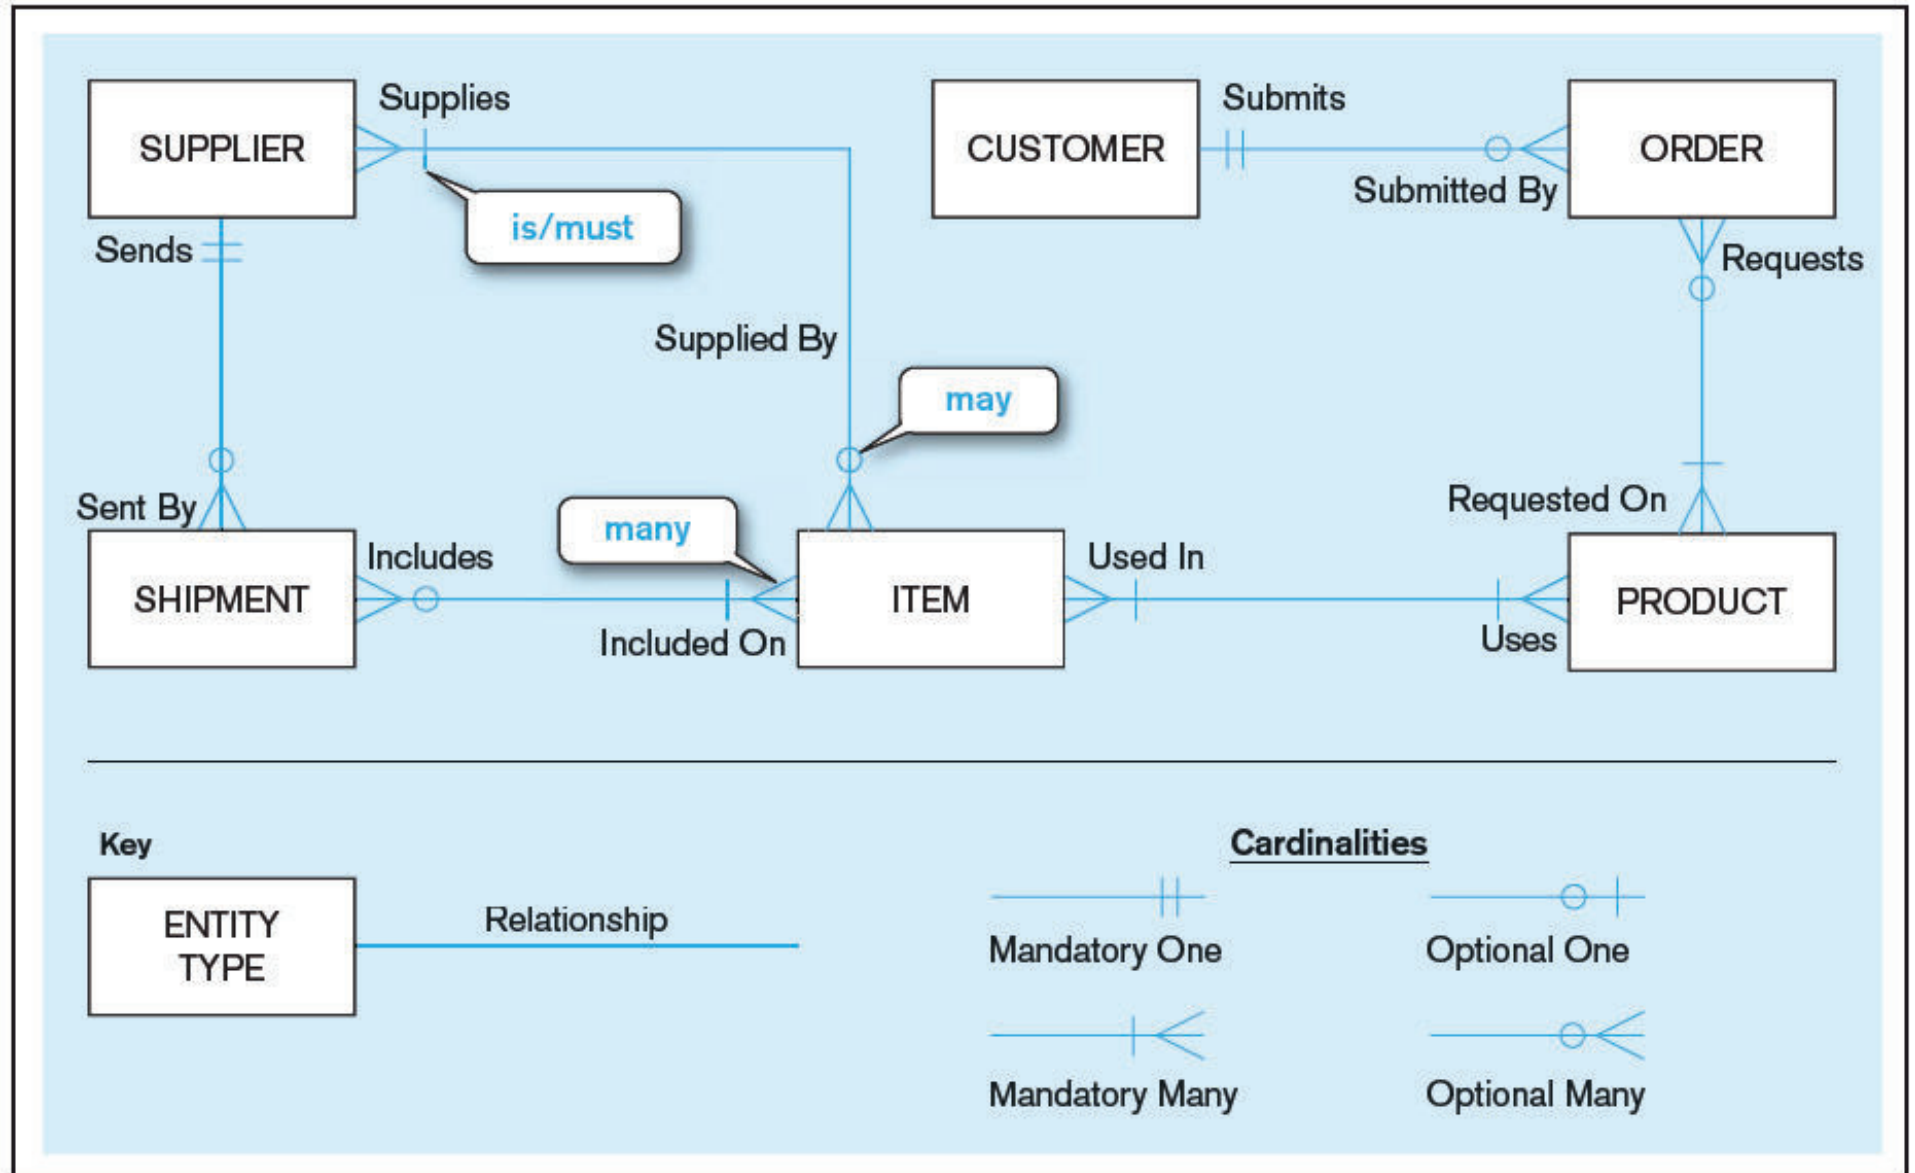 Supplies
Submits
SUPPLIER
CUSTOMER
ORDER
Submitted By
is/must
Sends
Requests
Supplied By
may
Sent By
many
Requested On
Includes
Used In
SHIPMENT
ITEM
PRODUCT
Included On
Uses
Key
Cardinalities
ENTITY
TYPE
Relationship
Mandatory One
Optional One
Mandatory Many
Optional Many